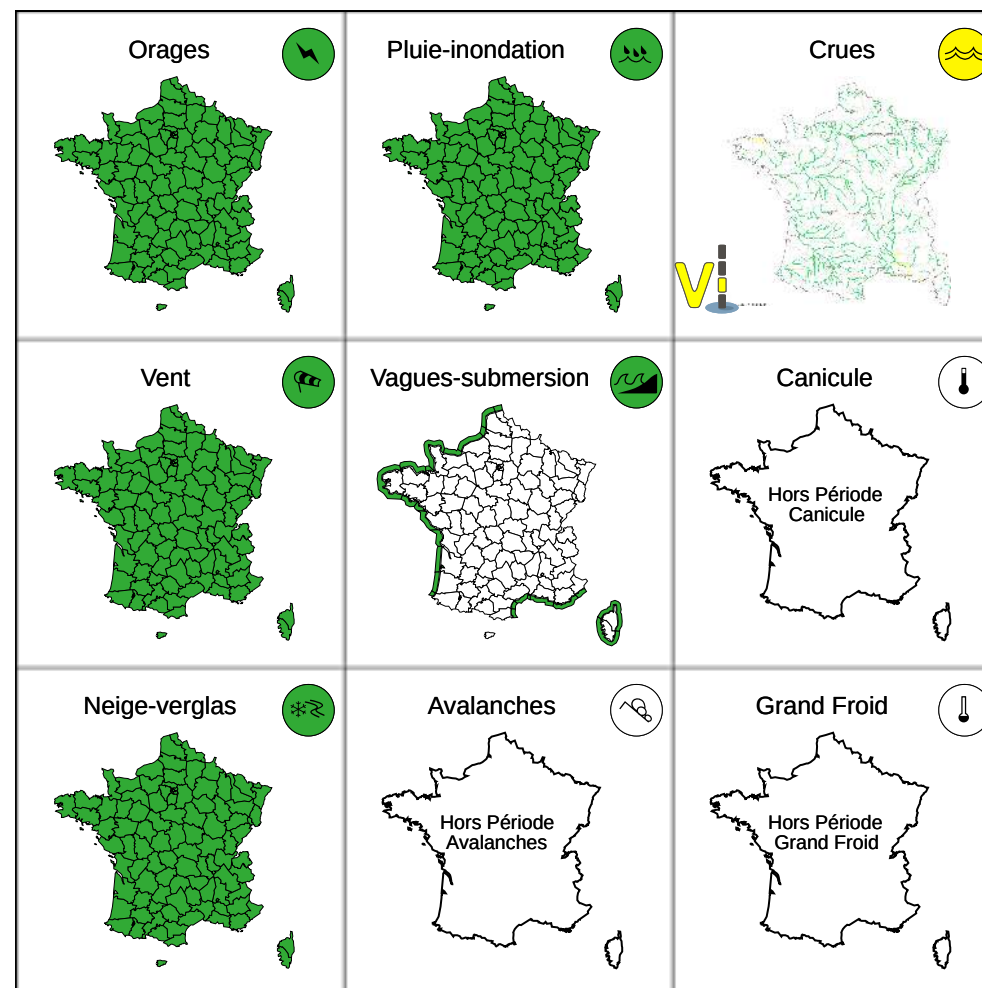 Orages
Pluie-inondation
Crues
Vi
Vent
Vagues-submersion
Canicule
Hors Période
Canicule
Neige-verglas
Avalanches
Grand Froid
Hors Période
Avalanches
Hors Période
Grand Froid